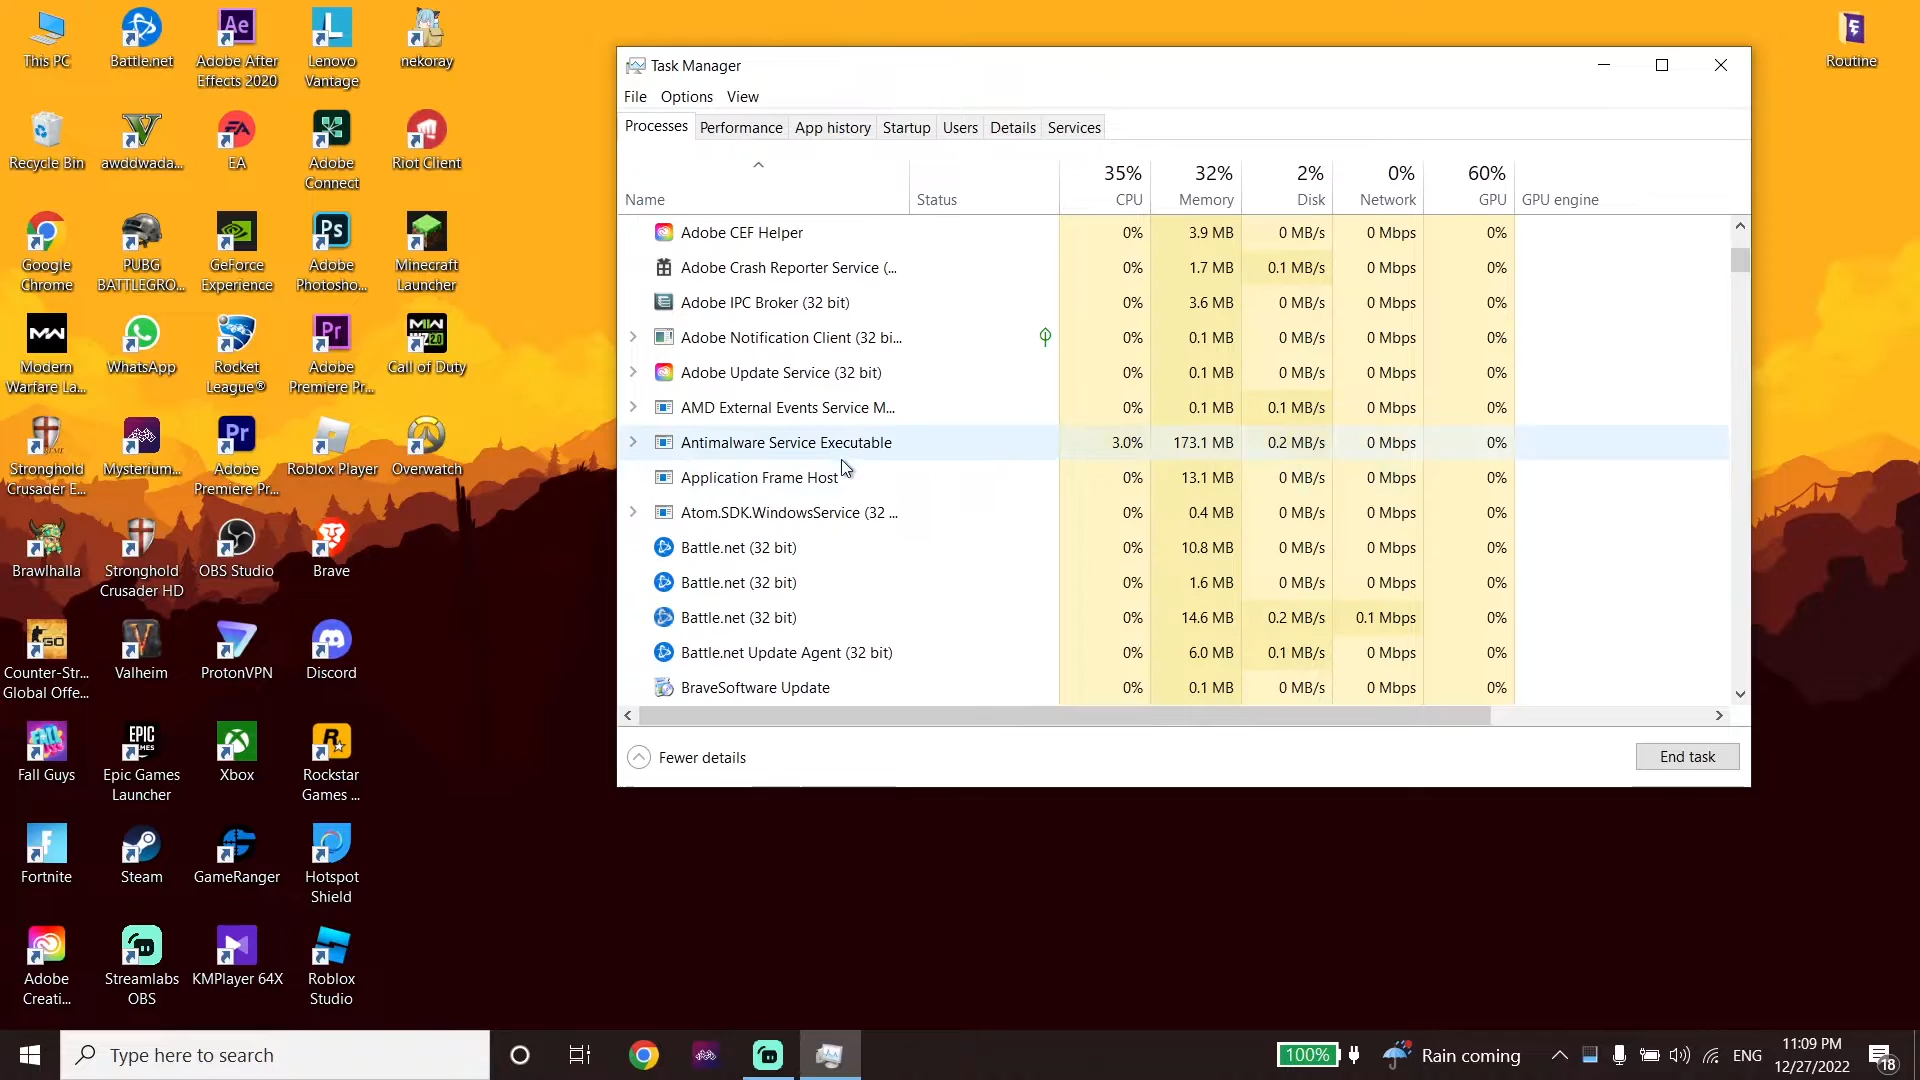 This PC
Battle.net
Adobe After
Effects 2020
Lenovo
Vantage
nekoray
Routine
Recycle Bin
awddwada...
EA
Adobe
Connect
Riot Client
Google
Chrome
PUBG
BATTLEGRO...
GeForce
Experience
Adobe
Photosho...
Minecraft
Launcher
Modern
Warfare La...
WhatsApp
Rocket
League®
Adobe
Premiere Pr...
Call of Duty
Stronghold
Crusader E...
Mysterium...
Adobe
Premiere Pr...
Roblox Player
Overwatch
Brawlhalla
Stronghold
Crusader HD
OBS Studio
Brave
Counter-Str...
Global Offe...
Valheim
ProtonVPN
Discord
Fall Guys
Epic Games
Launcher
Xbox
Rockstar
Games ...
Fortnite
Steam
GameRanger
Hotspot
Shield
Adobe
Creati...
Streamlabs
OBS
KMPlayer 64X
Roblox
Studio
Task Manager
File Options View
Processes Performance App history Startup Users Details Services
35% 32% 2% 0% 60%
Name Status CPU Memory Disk Network GPU GPU engine
Adobe CEF Helper 0% 3.9 MB 0 MB/s 0 Mbps 0%
Adobe Crash Reporter Service (... 0% 1.7 MB 0.1 MB/s 0 Mbps 0%
Adobe IPC Broker (32 bit) 0% 3.6 MB 0 MB/s 0 Mbps 0%
Adobe Notification Client (32 bi... 0% 0.1 MB 0 MB/s 0 Mbps 0%
Adobe Update Service (32 bit) 0% 0.1 MB 0 MB/s 0 Mbps 0%
AMD External Events Service M... 0% 0.1 MB 0.1 MB/s 0 Mbps 0%
Antimalware Service Executable 3.0% 173.1 MB 0.2 MB/s 0 Mbps 0%
Application Frame Host 0% 13.1 MB 0 MB/s 0 Mbps 0%
Atom.SDK.WindowsService (32 ... 0% 0.4 MB 0 MB/s 0 Mbps 0%
Battle.net (32 bit) 0% 10.8 MB 0 MB/s 0 Mbps 0%
Battle.net (32 bit) 0% 1.6 MB 0 MB/s 0 Mbps 0%
Battle.net (32 bit) 0% 14.6 MB 0.2 MB/s 0.1 Mbps 0%
Battle.net Update Agent (32 bit) 0% 6.0 MB 0.1 MB/s 0 Mbps 0%
BraveSoftware Update 0% 0.1 MB 0 MB/s 0 Mbps 0%
Fewer details
End task
Type here to search
100%
Rain coming
ENG
11:09 PM
12/27/2022
18